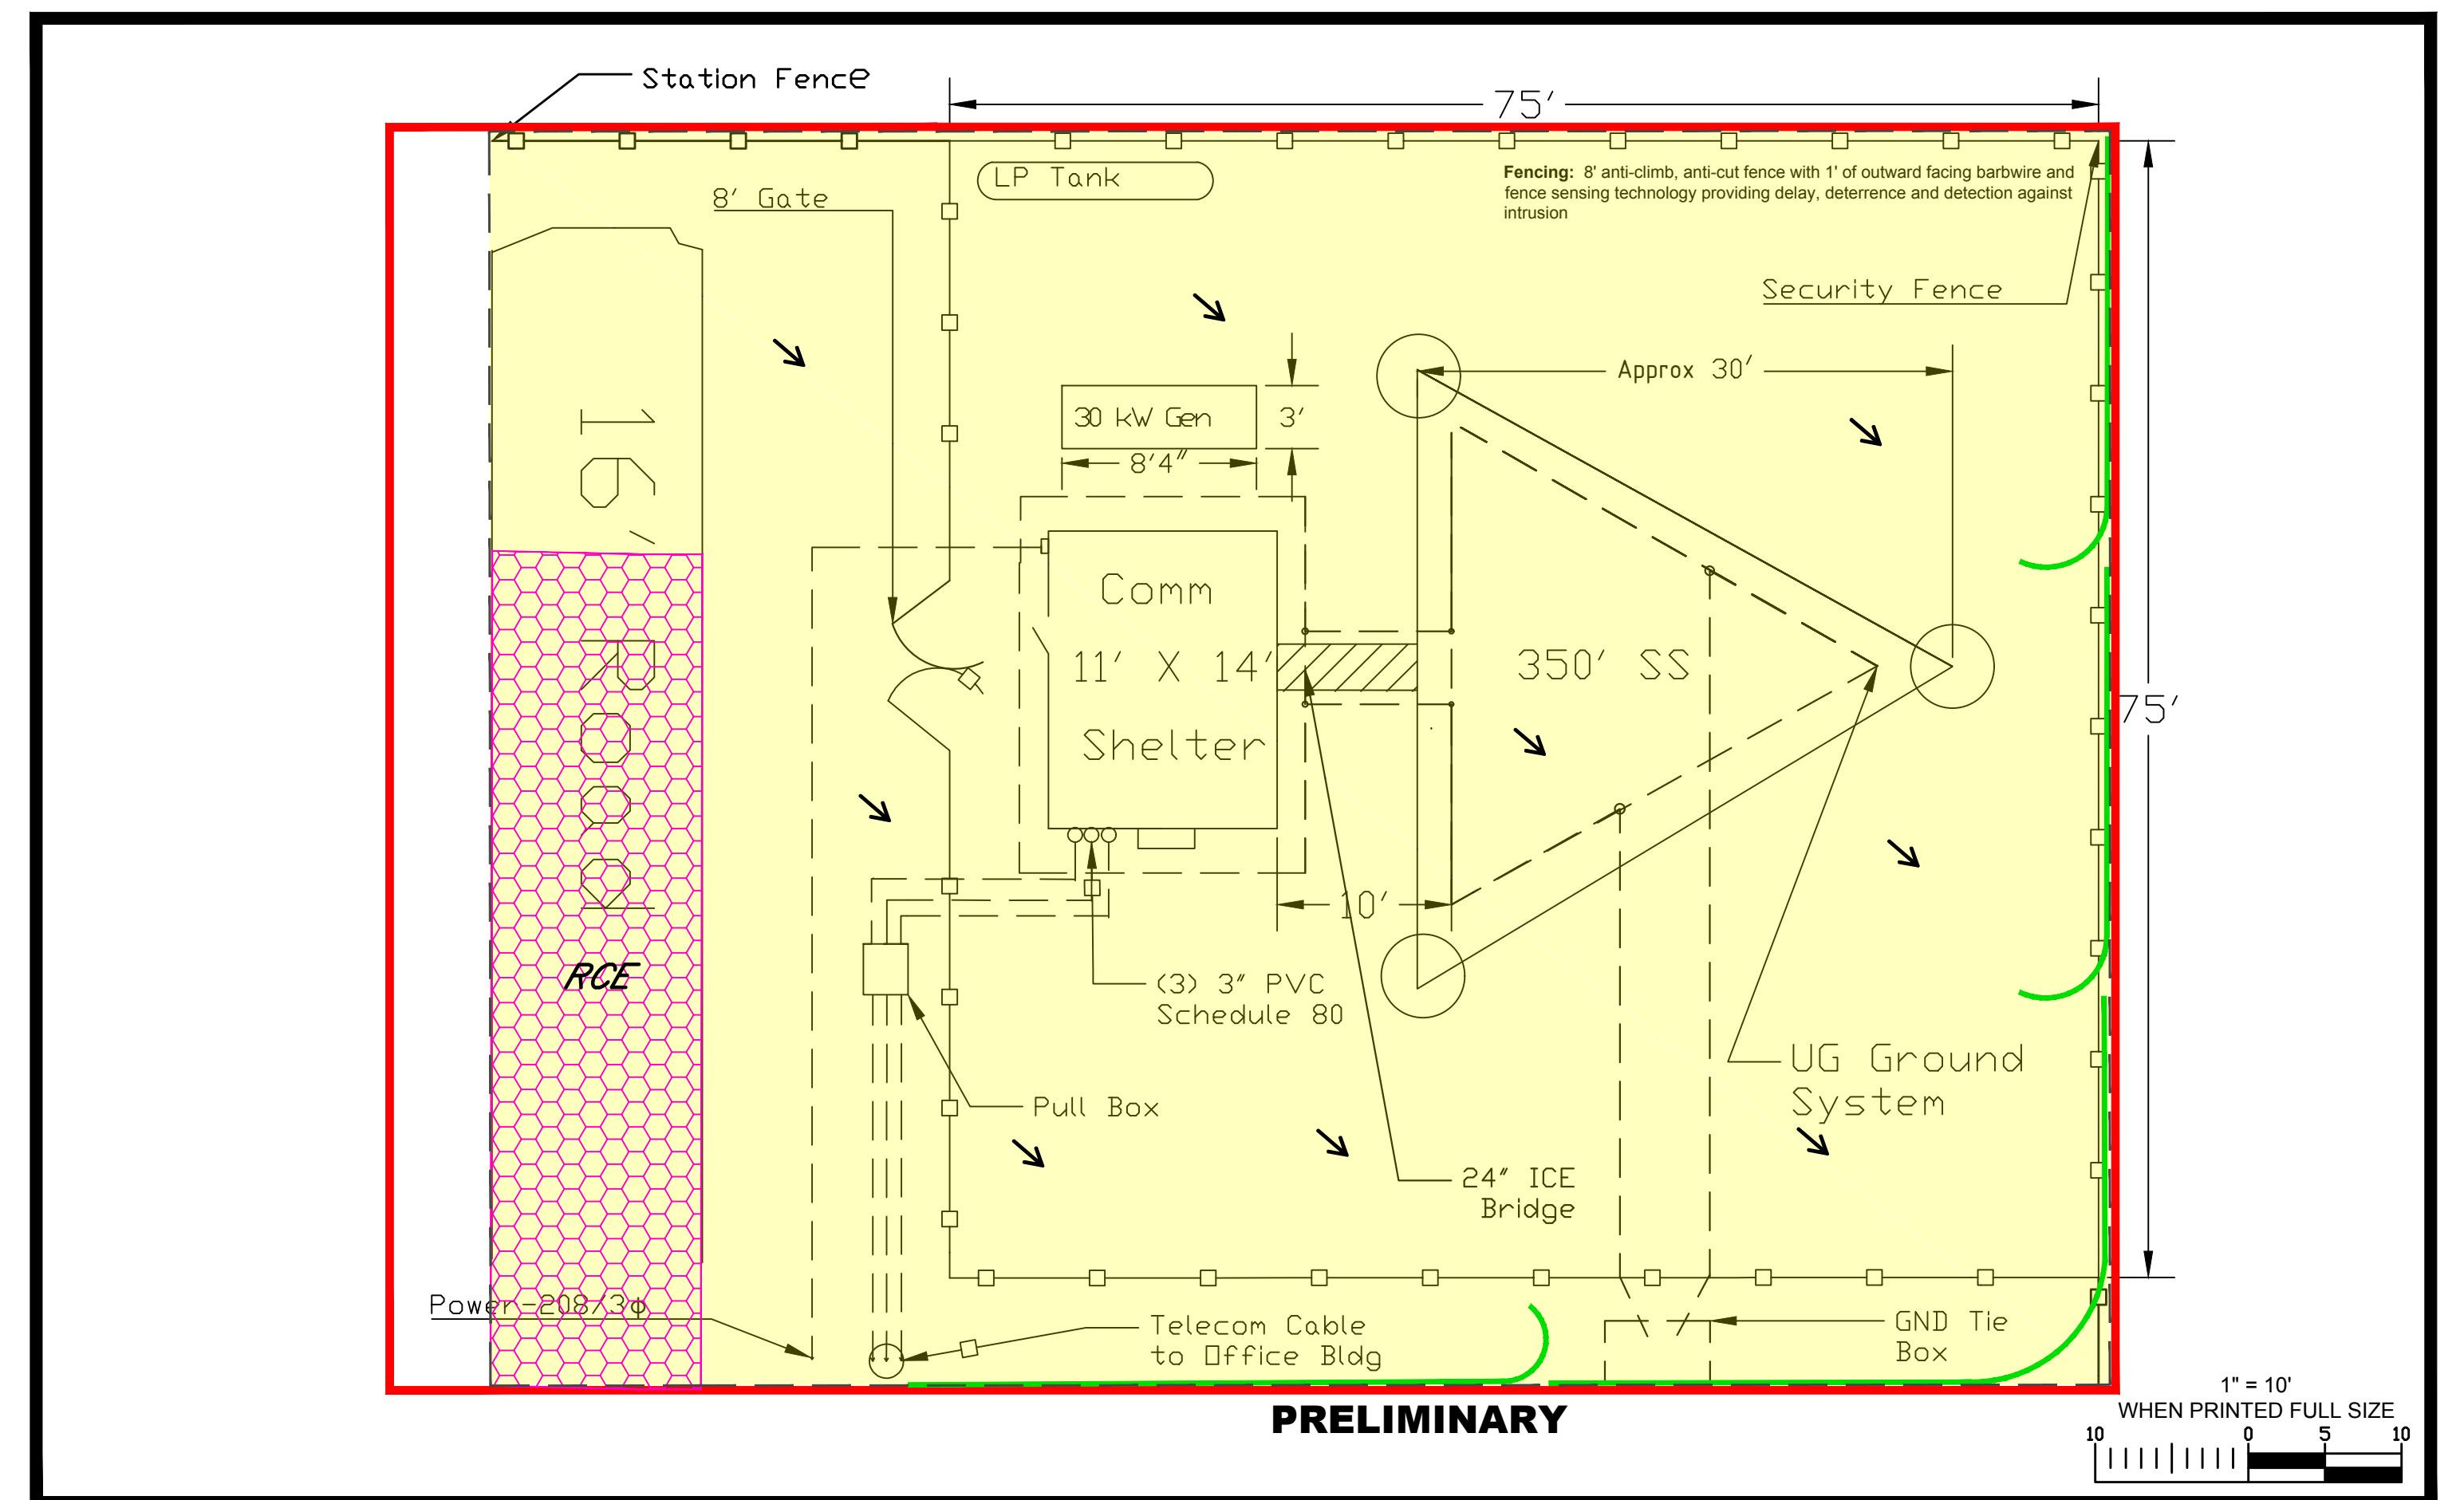 Station Fence
75'
LP Tank
Fencing: 8' anti-climb, anti-cut fence with 1' of outward facing barbwire and
fence sensing technology providing delay, deterrence and detection against
intrusion
8' Gate
Security Fence
Approx 30'
30 kW Gen
3'
8'4"
16' Road
Comm
11' X 14'
Shelter
350' SS
75'
10'
RCE
(3) 3" PVC
Schedule 80
UG Ground
System
Pull Box
24" ICE
Bridge
Power-208/3ϕ
Telecom Cable
to Office Bldg
GND Tie
Box
PRELIMINARY
1" = 10'
WHEN PRINTED FULL SIZE
10 0 5 10